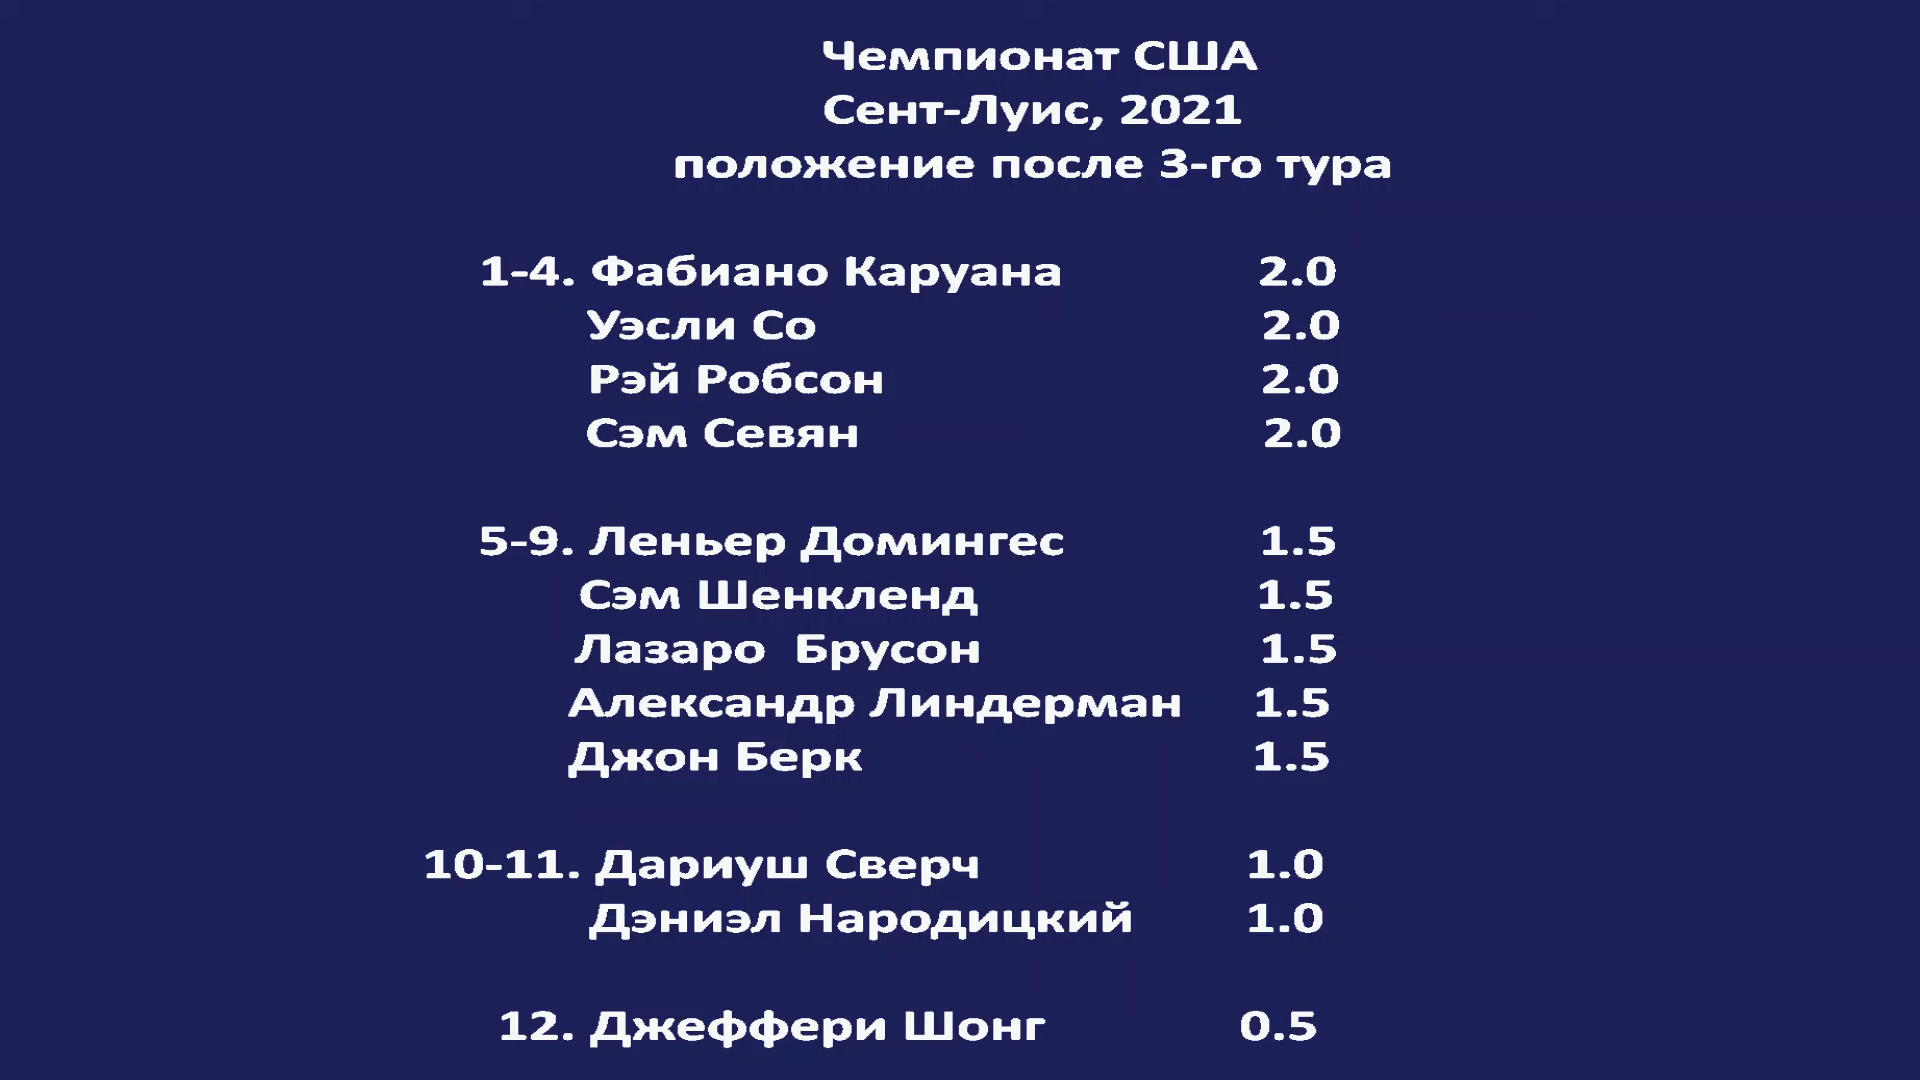 Чемпионат США
Сент-Луис, 2021
положение после 3-го тура
1-4. Фабиано Каруана 2.0
Уэсли Со 2.0
Рэй Робсон 2.0
Сэм Севян 2.0
5-9. Леньер Домингес 1.5
Сэм Шенкленд 1.5
Лазаро Брусон 1.5
Александр Линдерман 1.5
Джон Берк 1.5
10-11. Дариуш Сверч 1.0
Дэниэл Народицкий 1.0
12. Джеффери Шонг 0.5